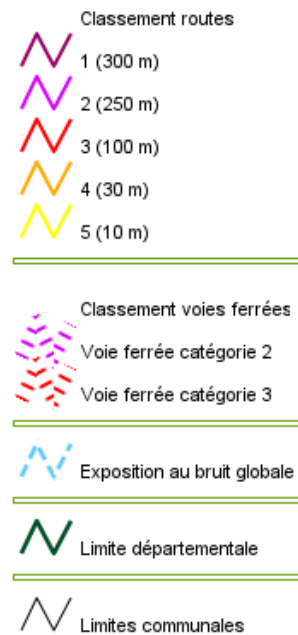 Classement routes
1 (300 m)
2 (250 m)
3 (100 m)
4 (30 m)
5 (10 m)
Classement voies ferrées
Voie ferrée catégorie 2
Voie ferrée catégorie 3
Exposition au bruit globale
Limite départementale
Limites communales